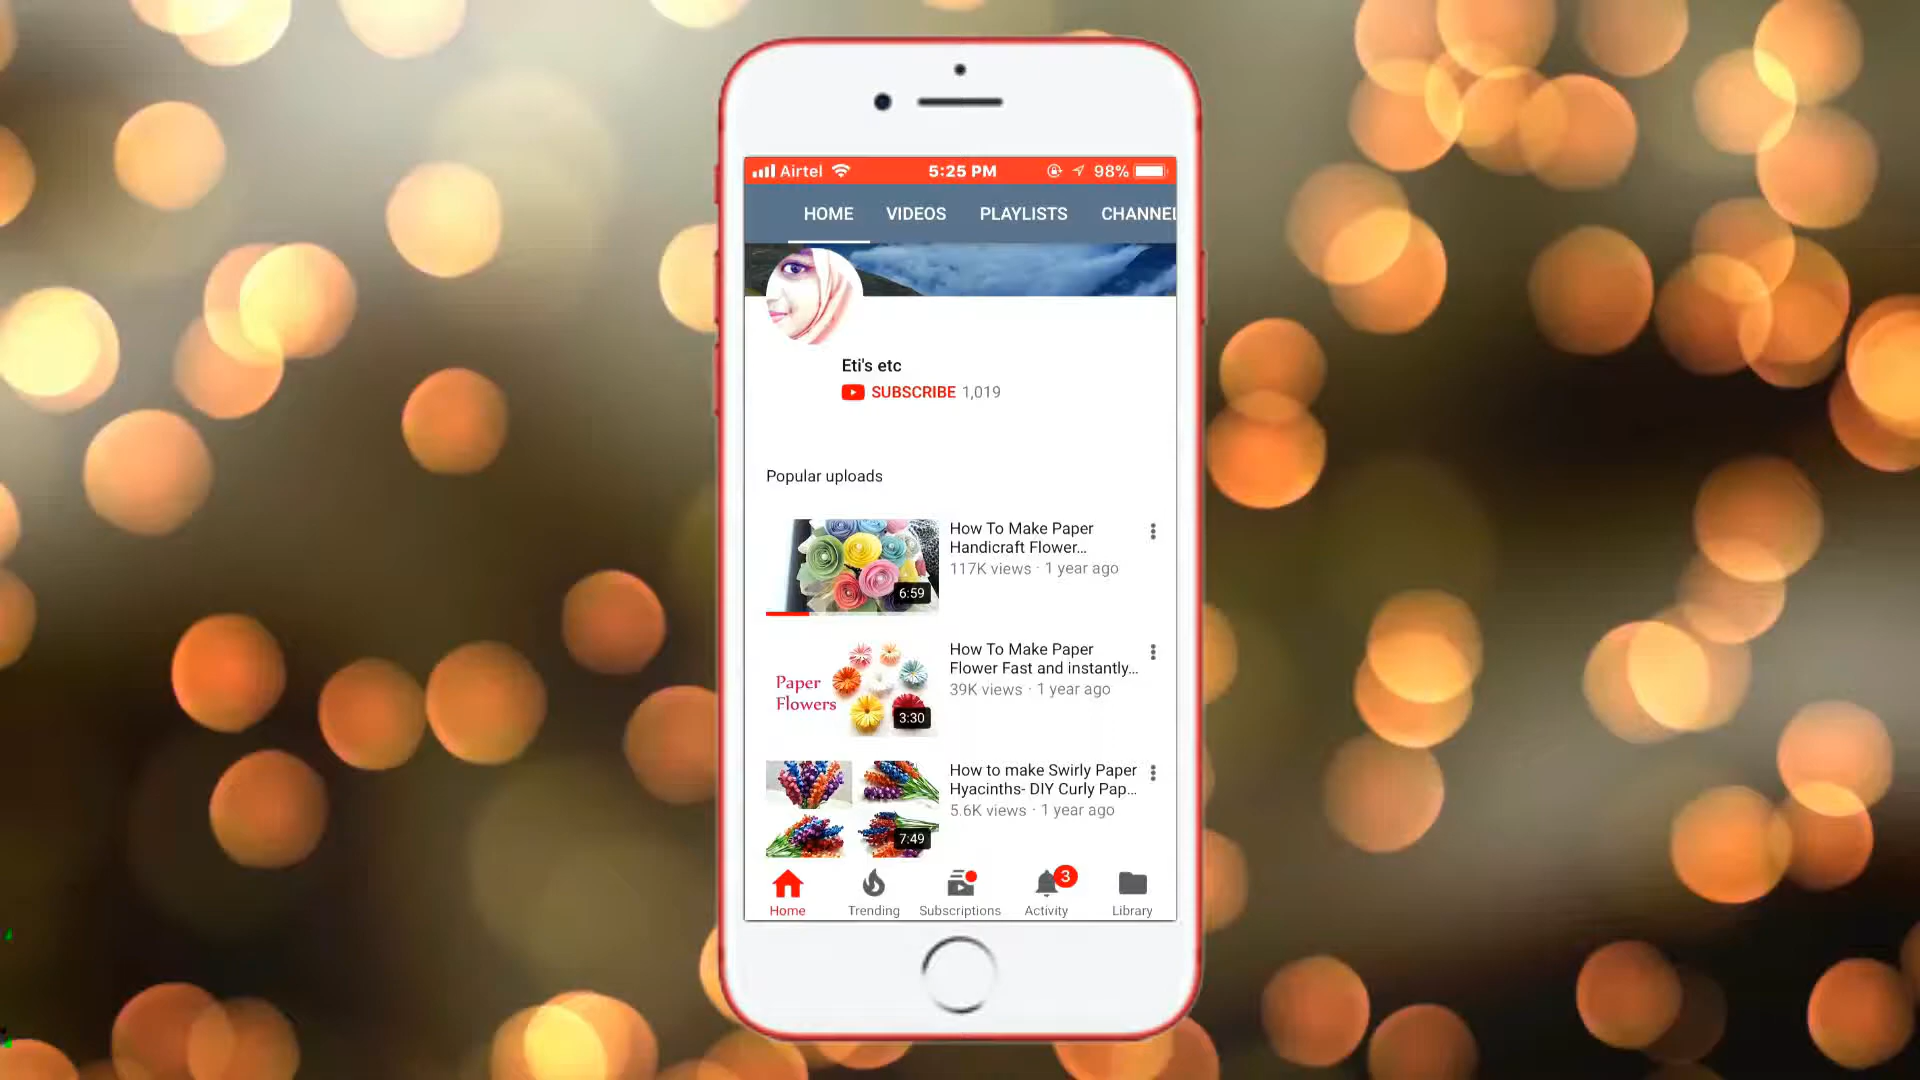 Airtel 5:25 PM 98%
HOME VIDEOS PLAYLISTS CHANNEL
Eti's etc
SUBSCRIBE 1,019
Popular uploads
How To Make Paper
Handicraft Flower...
117K views · 1 year ago
6:59
How To Make Paper
Flower Fast and instantly...
39K views · 1 year ago
Paper
Flowers
3:30
How to make Swirly Paper
Hyacinths- DIY Curly Pap...
5.6K views · 1 year ago
7:49
3
Home Trending Subscriptions Activity Library